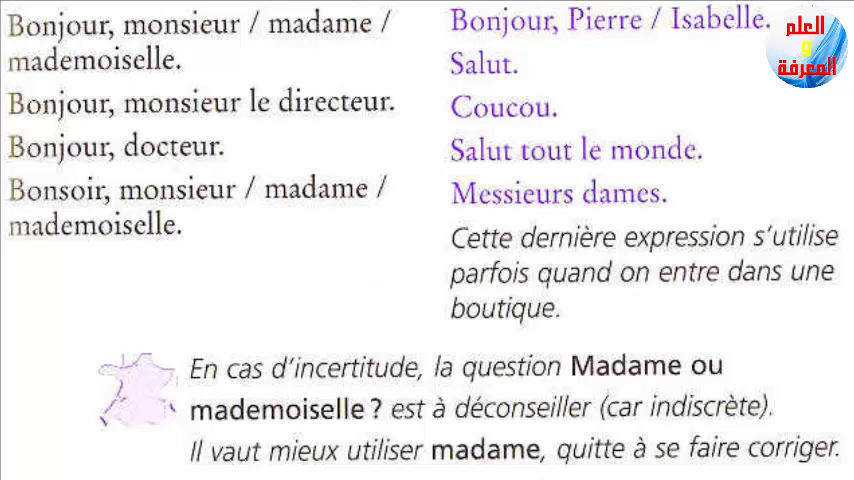 Bonjour, monsieur / madame /
mademoiselle.
Bonjour, monsieur le directeur.
Bonjour, docteur.
Bonsoir, monsieur / madame /
mademoiselle.
Bonjour, Pierre / Isabelle.
Salut.
Coucou.
Salut tout le monde.
Messieurs dames.
Cette dernière expression s'utilise
parfois quand on entre dans une
boutique.
En cas d'incertitude, la question Madame ou
mademoiselle ? est à déconseiller (car indiscrète).
Il vaut mieux utiliser madame, quitte à se faire corriger.
العلم
و
المعرفة